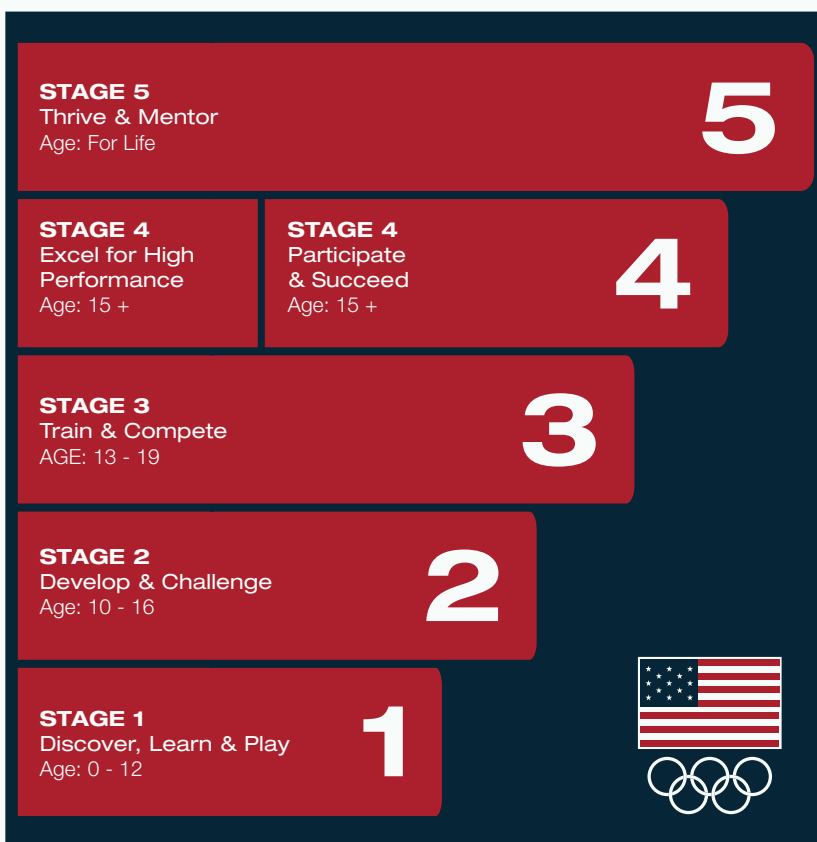 STAGE 5
Thrive & Mentor
Age: For Life
5
STAGE 4
Excel for High
Performance
Age: 15 +
STAGE 4
Participate
& Succeed
Age: 15 +
4
STAGE 3
Train & Compete
AGE: 13 - 19
3
STAGE 2
Develop & Challenge
Age: 10 - 16
2
STAGE 1
Discover, Learn & Play
Age: 0 - 12
1